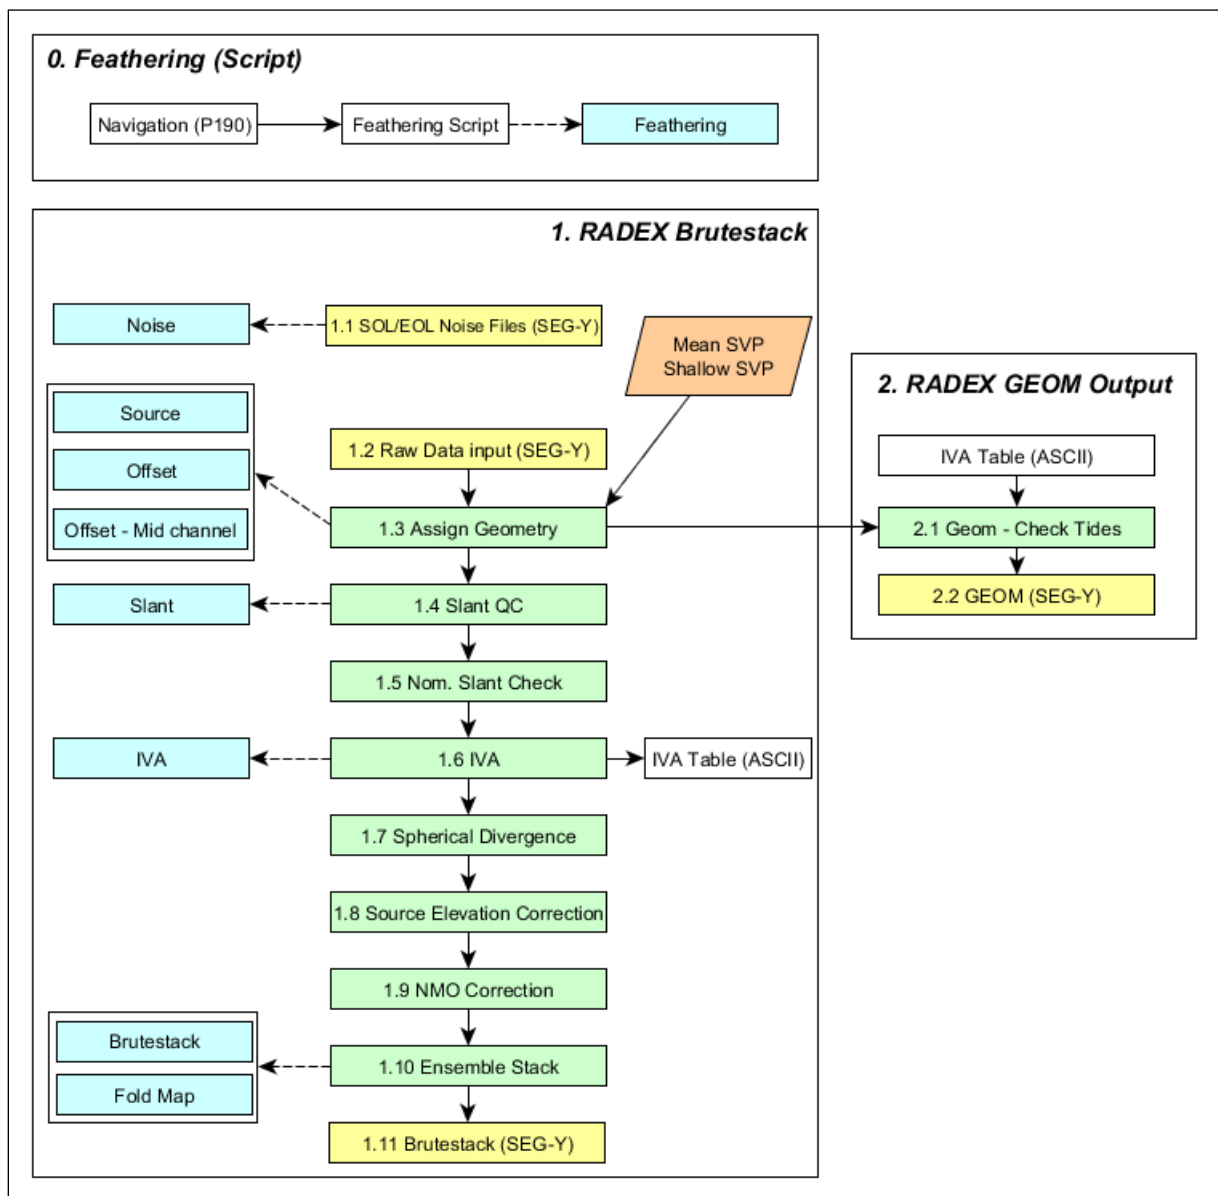 0. Feathering (Script)
Navigation (P190)
Feathering Script
Feathering
1. RADEX Brutestack
Noise
1.1 SOL/EOL Noise Files (SEG-Y)
Mean SVP
Shallow SVP
Source
Offset
Offset - Mid channel
1.2 Raw Data input (SEG-Y)
1.3 Assign Geometry
Slant
1.4 Slant QC
1.5 Nom. Slant Check
IVA
1.6 IVA
IVA Table (ASCII)
1.7 Spherical Divergence
1.8 Source Elevation Correction
1.9 NMO Correction
Brutestack
Fold Map
1.10 Ensemble Stack
1.11 Brutestack (SEG-Y)
2. RADEX GEOM Output
IVA Table (ASCII)
2.1 Geom - Check Tides
2.2 GEOM (SEG-Y)